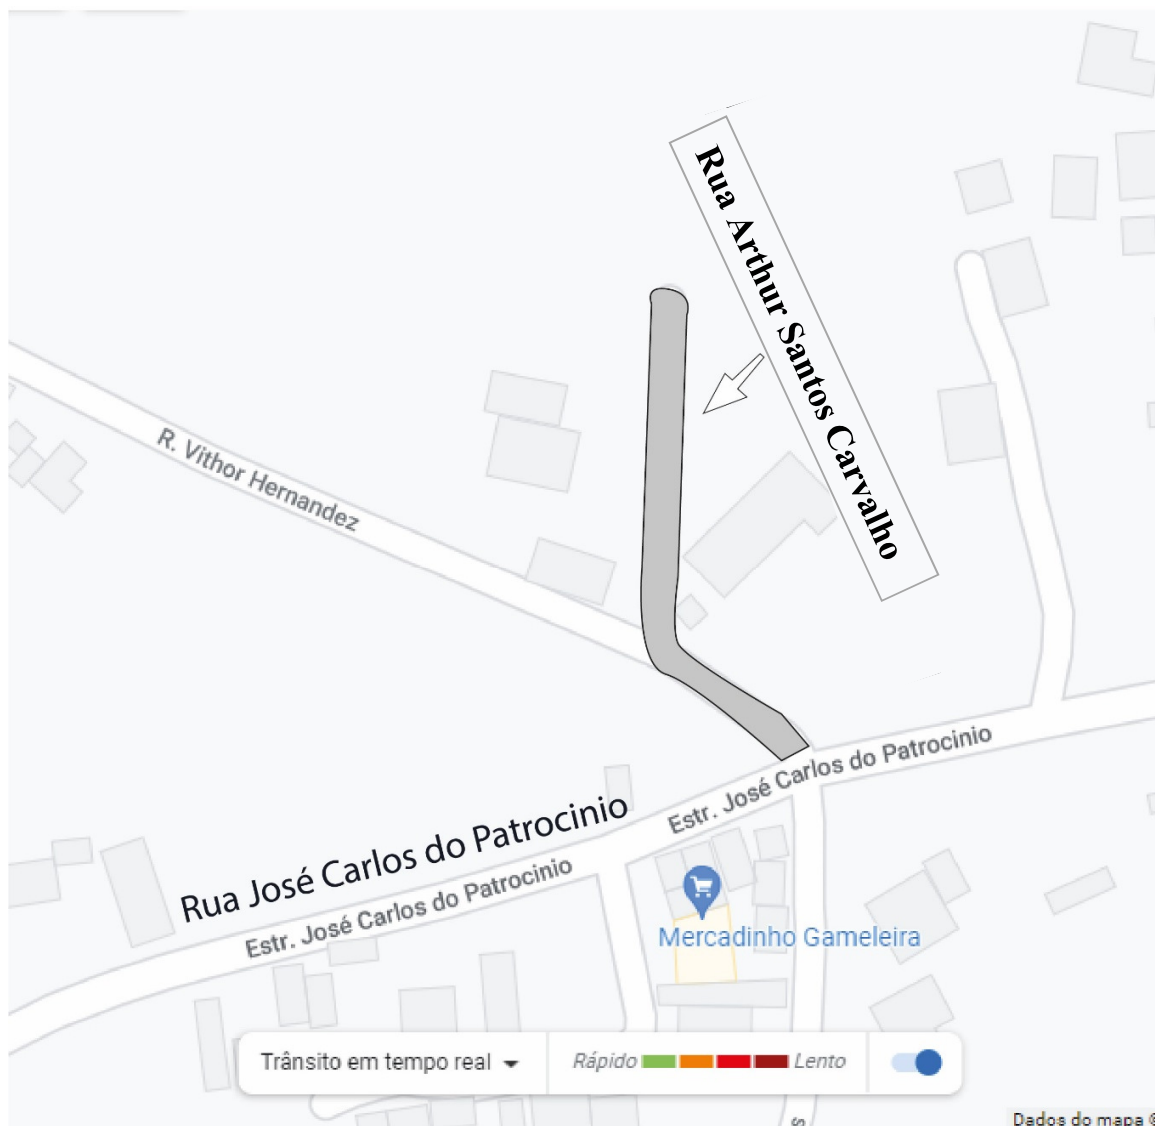 Rua Arthur Santos Carvalho
R. Vithor Hernandez
Estr. José Carlos do Patrocinio
Rua José Carlos do Patrocinio
Estr. José Carlos do Patrocinio
Mercadinho Gameleira
Trânsito em tempo real
Rápido
Lento
Dados do mapa ©